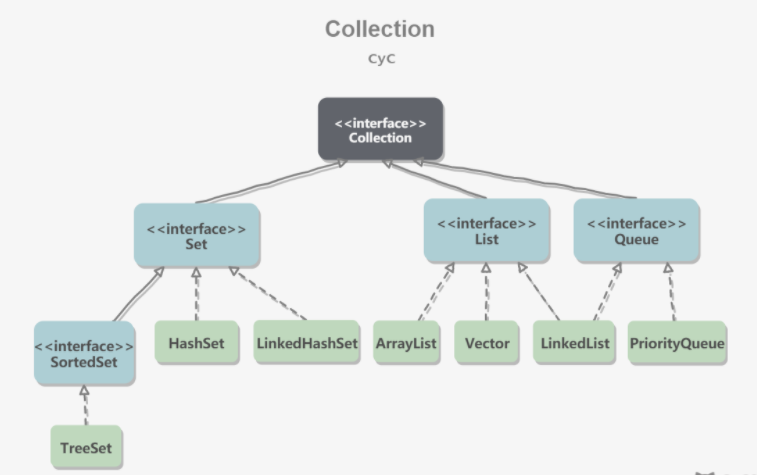 Collection
CyC
<<interface>>
Collection
<<interface>>
Set
<<interface>>
List
<<interface>>
Queue
<<interface>>
SortedSet
HashSet
LinkedHashSet
ArrayList
Vector
LinkedList
PriorityQueue
TreeSet